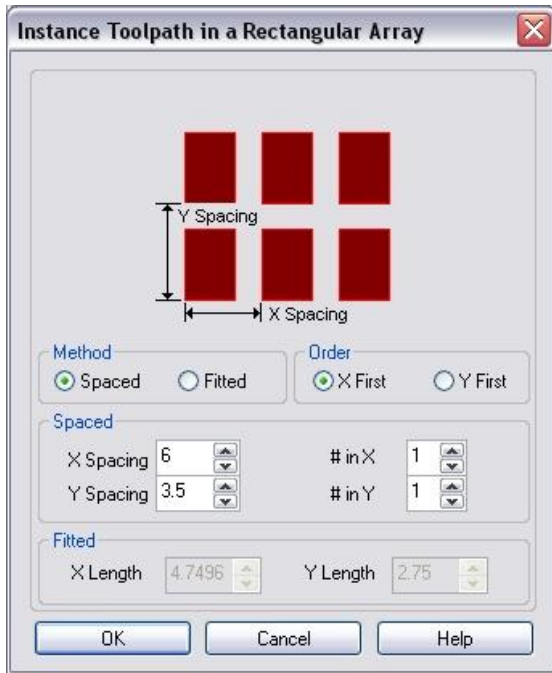 Instance Toolpath in a Rectangular Array
Y Spacing
X Spacing
Method
Order
Spaced Fitted
X First Y First
Spaced
X Spacing 6 # in X 1
Y Spacing 3.5 # in Y 1
Fitted
X Length 4.7496 Y Length 2.75
OK Cancel Help